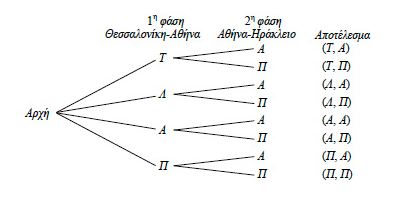 1η φάση 2η φάση
Θεσσαλονίκη-Αθήνα Αθήνα-Ηράκλειο Αποτέλεσμα
Α (Τ, Α)
Τ
Π (Τ, Π)
Α (Λ, Α)
Λ
Π (Λ, Π)
Αρχή
Α (Α, Α)
Α
Π (Α, Π)
Α (Π, Α)
Π
Π (Π, Π)